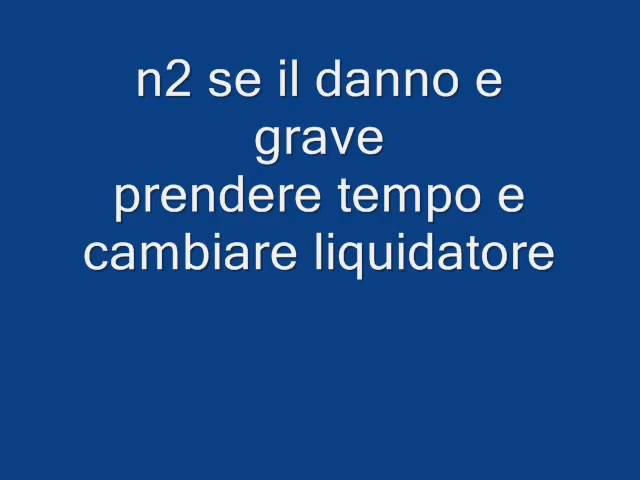 n2 se il danno e
grave
prendere tempo e
cambiare liquidatore